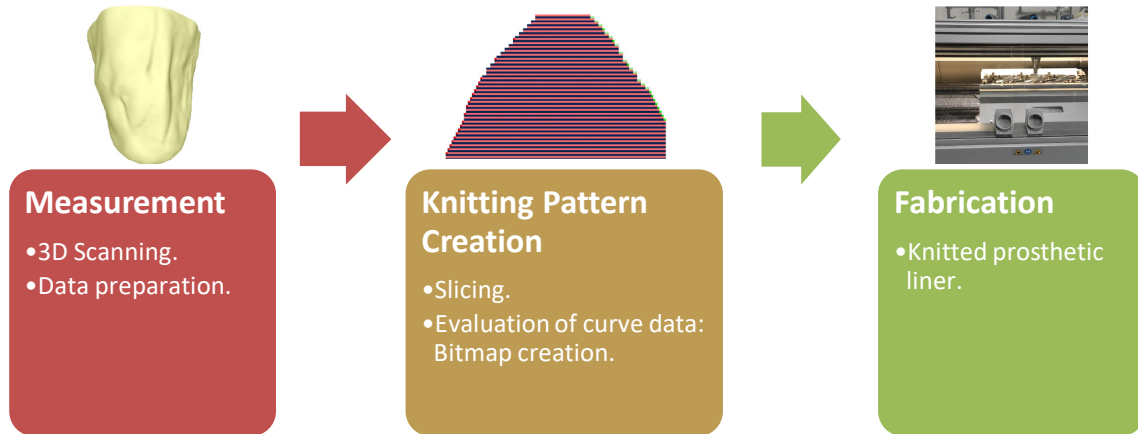 Measurement
•3D Scanning.
•Data preparation.
Knitting Pattern
Creation
•Slicing.
•Evaluation of curve data:
Bitmap creation.
Fabrication
•Knitted prosthetic
liner.